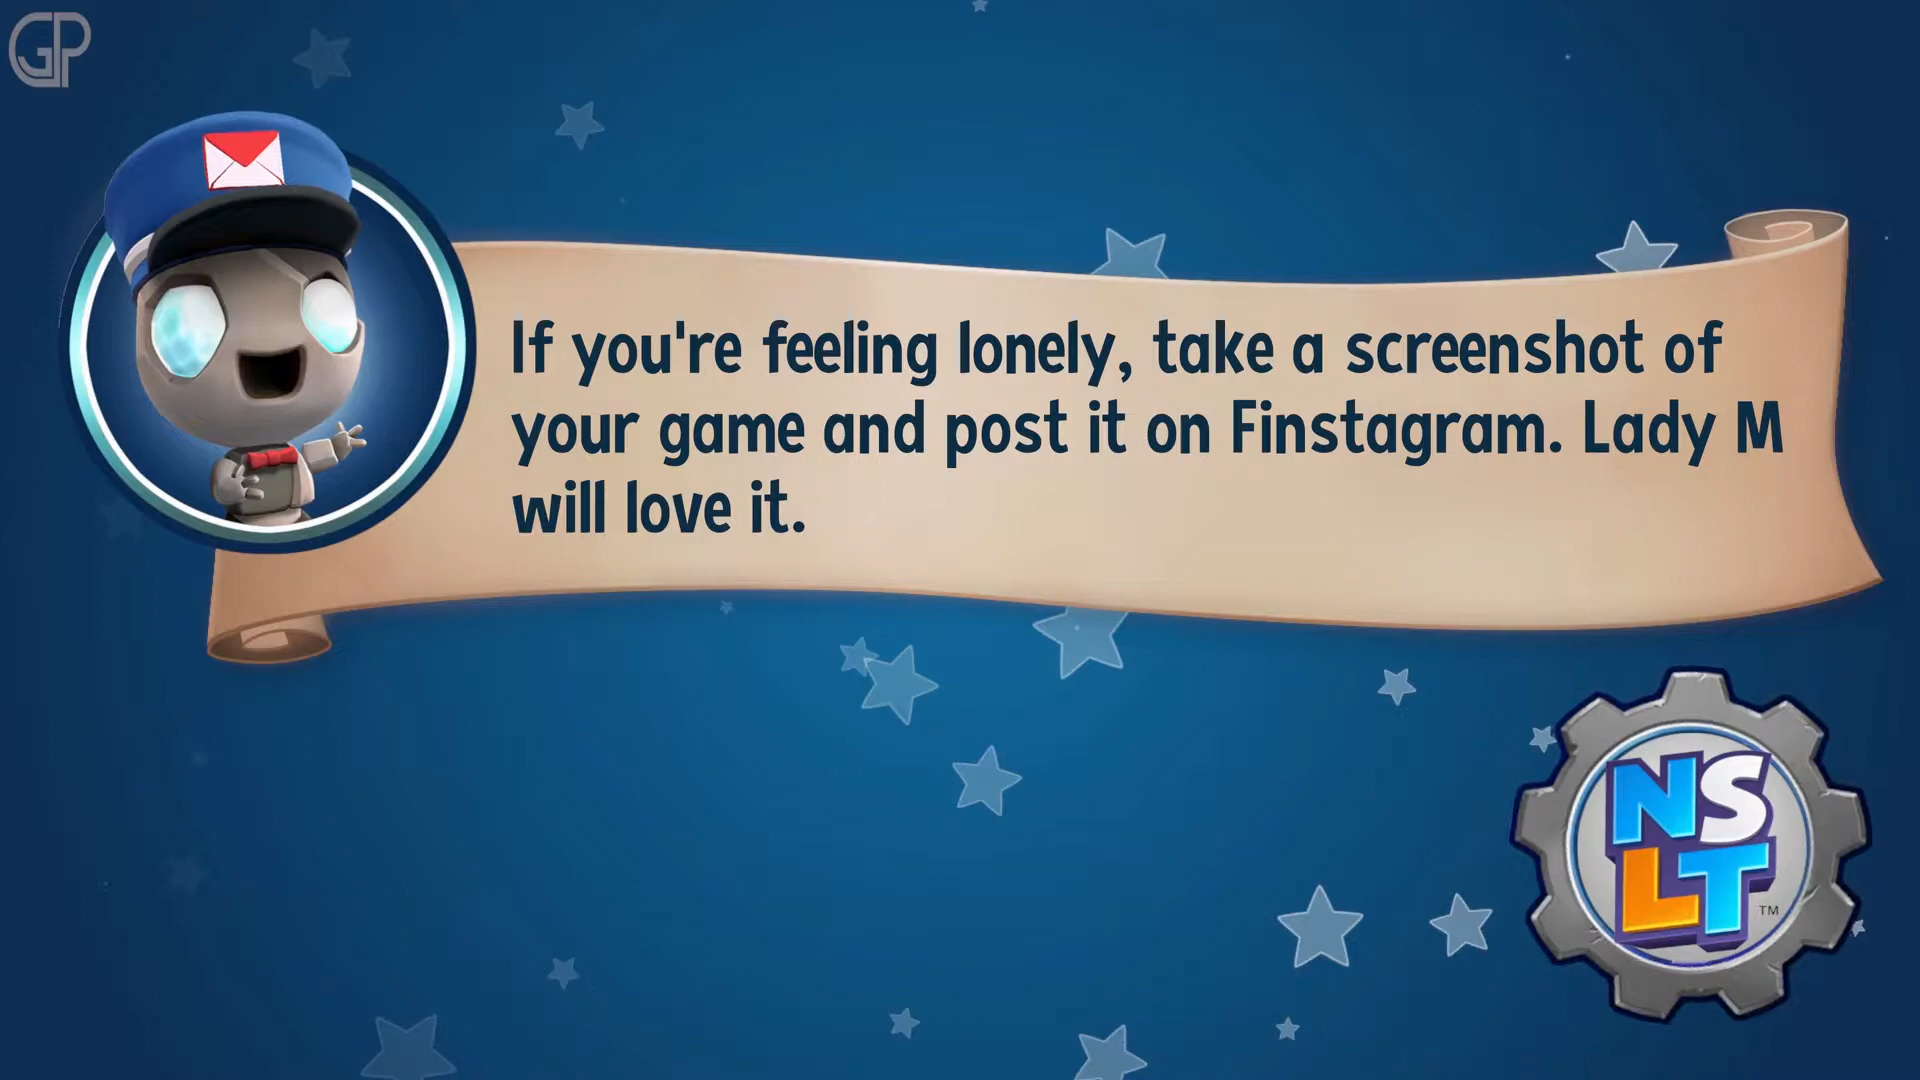 GP
If you're feeling lonely, take a screenshot of
your game and post it on Finstagram. Lady M
will love it.
NS
LT
TM